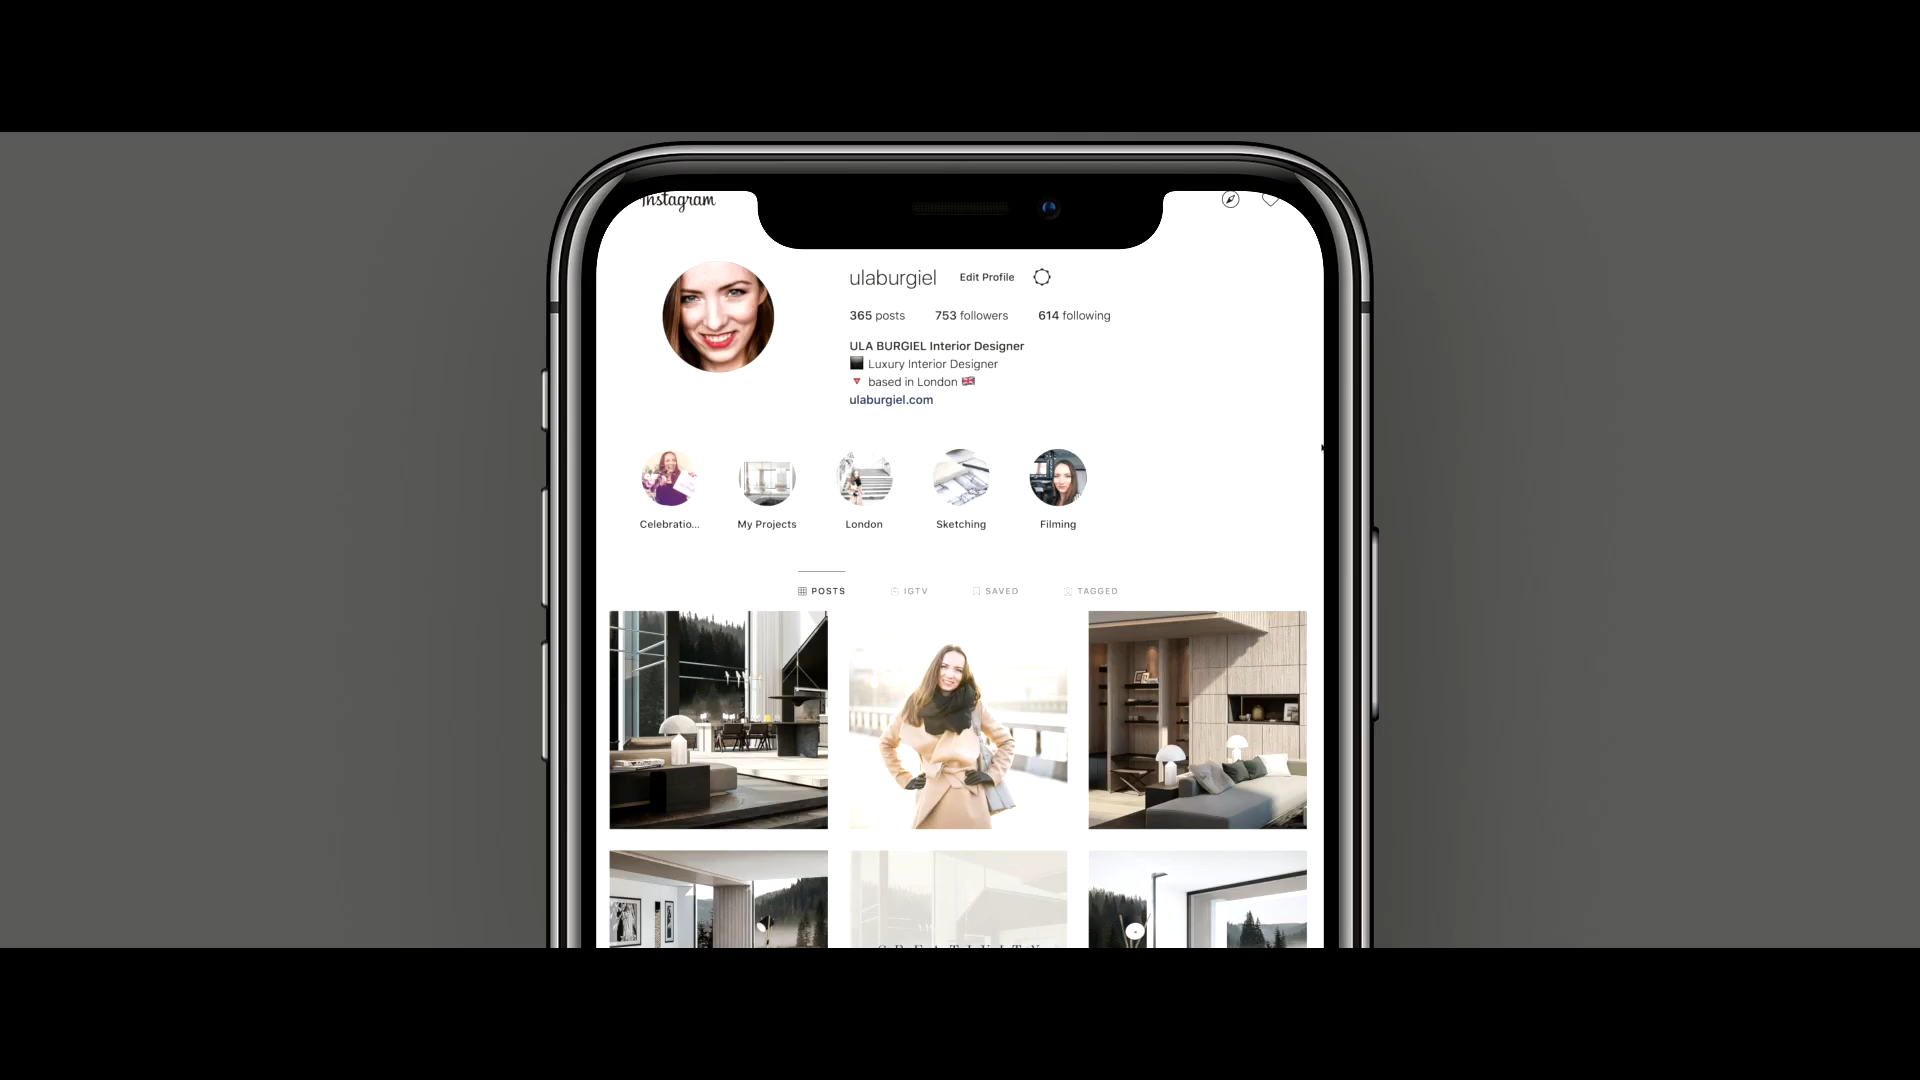 Instagram
ulaburgiel Edit Profile
365 posts 753 followers 614 following
ULA BURGIEL Interior Designer
Luxury Interior Designer
based in London 🇬🇧
ulaburgiel.com
Celebratio... My Projects London Sketching Filming
POSTS IGTV SAVED TAGGED
CREATIVITY